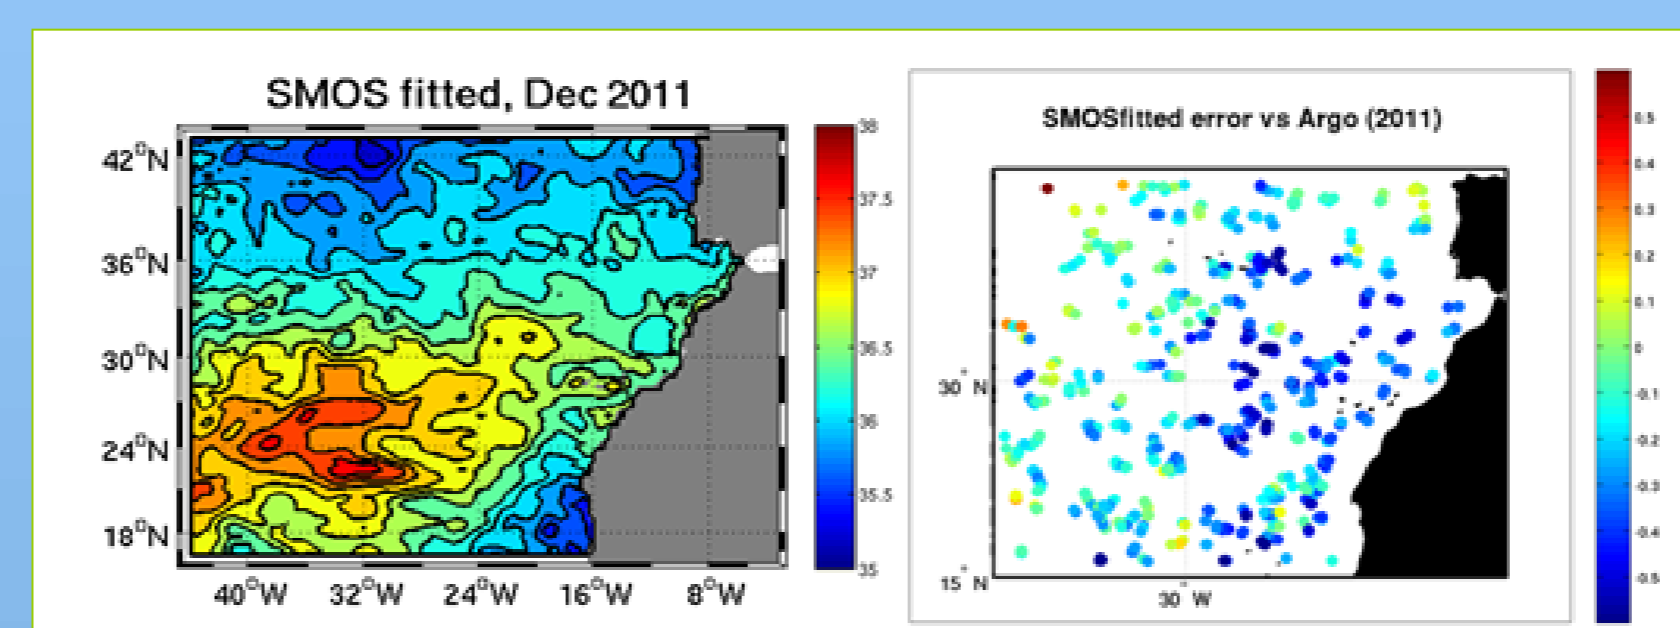 SMOS fitted, Dec 2011
42°N
36°N
30°N
24°N
18°N
40°W 32°W 24°W 16°W 8°W
38
37.5
37
36.5
36
35.5
35
SMOSfitted error vs Argo (2011)
30° N
15° N
30° W
0.5
0.4
0.3
0.2
0.1
0
-0.1
-0.2
-0.3
-0.4
-0.5